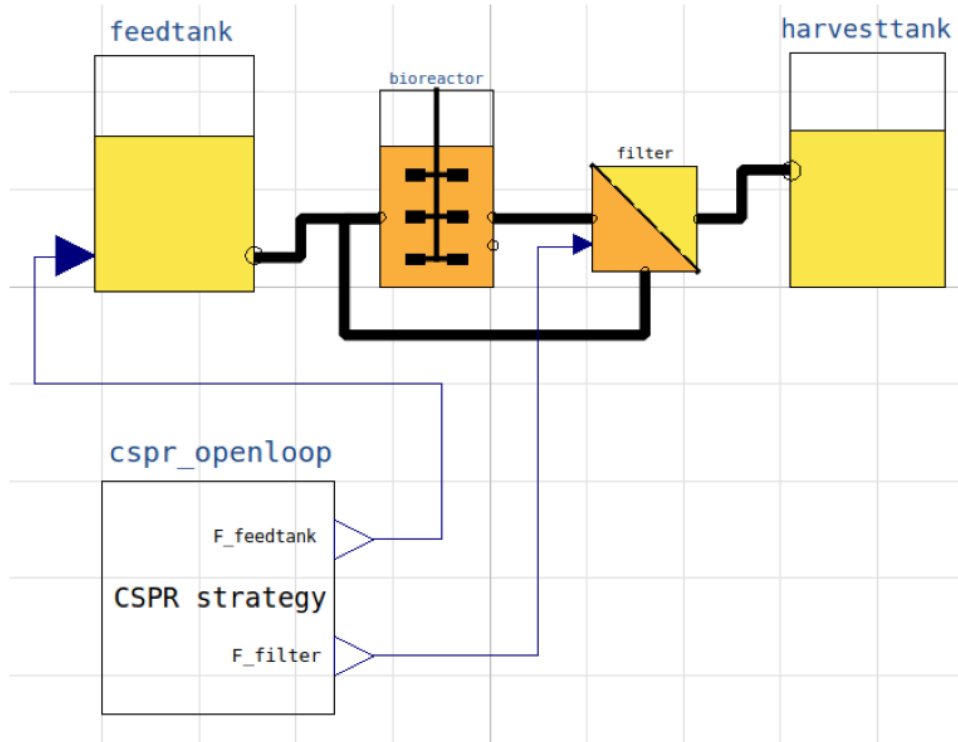 feedtank
harvesttank
bioreactor
filter
cspr_openloop
F_feedtank
CSPR strategy
F_filter